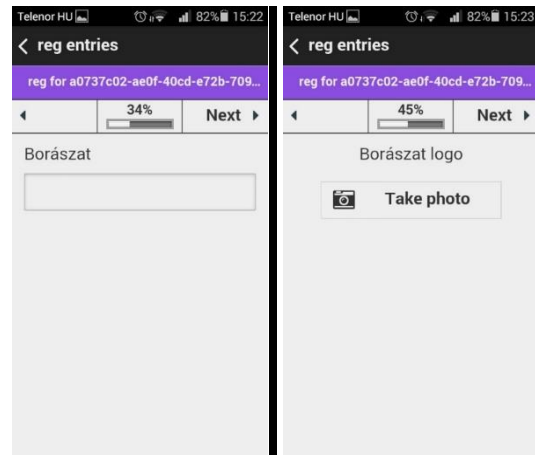 Telenor HU 82% 15:22
reg entries
reg for a0737c02-ae0f-40cd-e72b-709...
34% Next
Borászat
Telenor HU 82% 15:23
reg entries
reg for a0737c02-ae0f-40cd-e72b-709...
45% Next
Borászat logo
Take photo